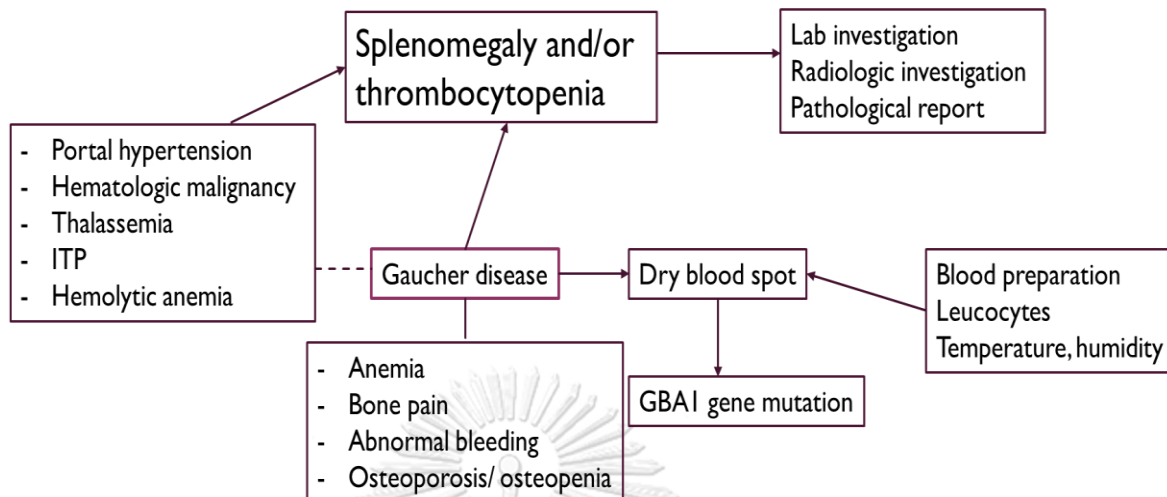 Splenomegaly and/or
thrombocytopenia
Lab investigation
Radiologic investigation
Pathological report
- Portal hypertension
- Hematologic malignancy
- Thalassemia
- ITP
- Hemolytic anemia
Gaucher disease
Dry blood spot
Blood preparation
Leucocytes
Temperature, humidity
- Anemia
- Bone pain
- Abnormal bleeding
- Osteoporosis/ osteopenia
GBA1 gene mutation